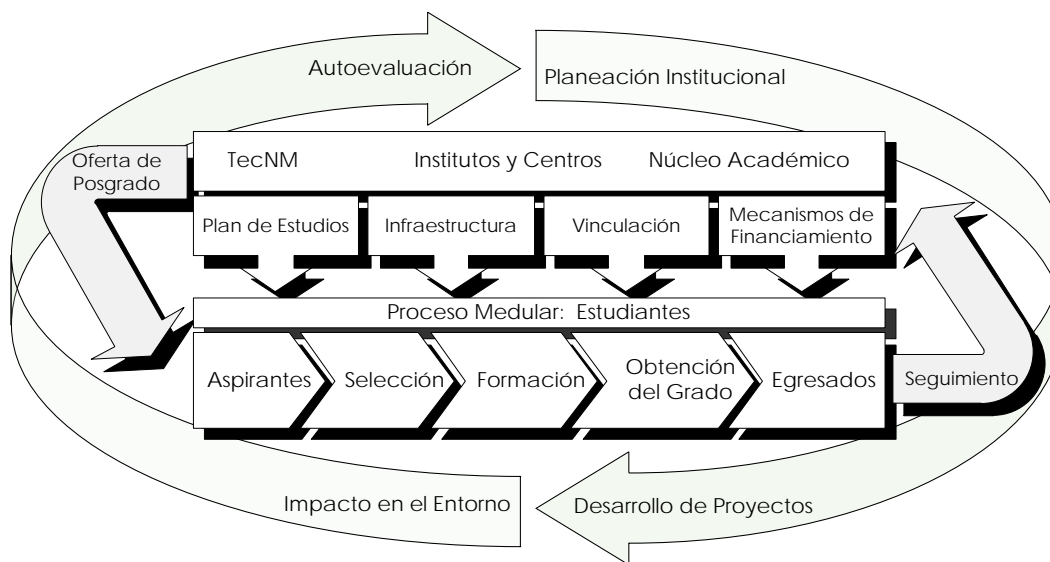 Autoevaluación
Planeación Institucional
Oferta de
Posgrado
TecNM Institutos y Centros Núcleo Académico
Plan de Estudios
Infraestructura
Vinculación
Mecanismos de
Financiamiento
Proceso Medular: Estudiantes
Aspirantes
Selección
Formación
Obtención
del Grado
Egresados
Seguimiento
Impacto en el Entorno
Desarrollo de Proyectos